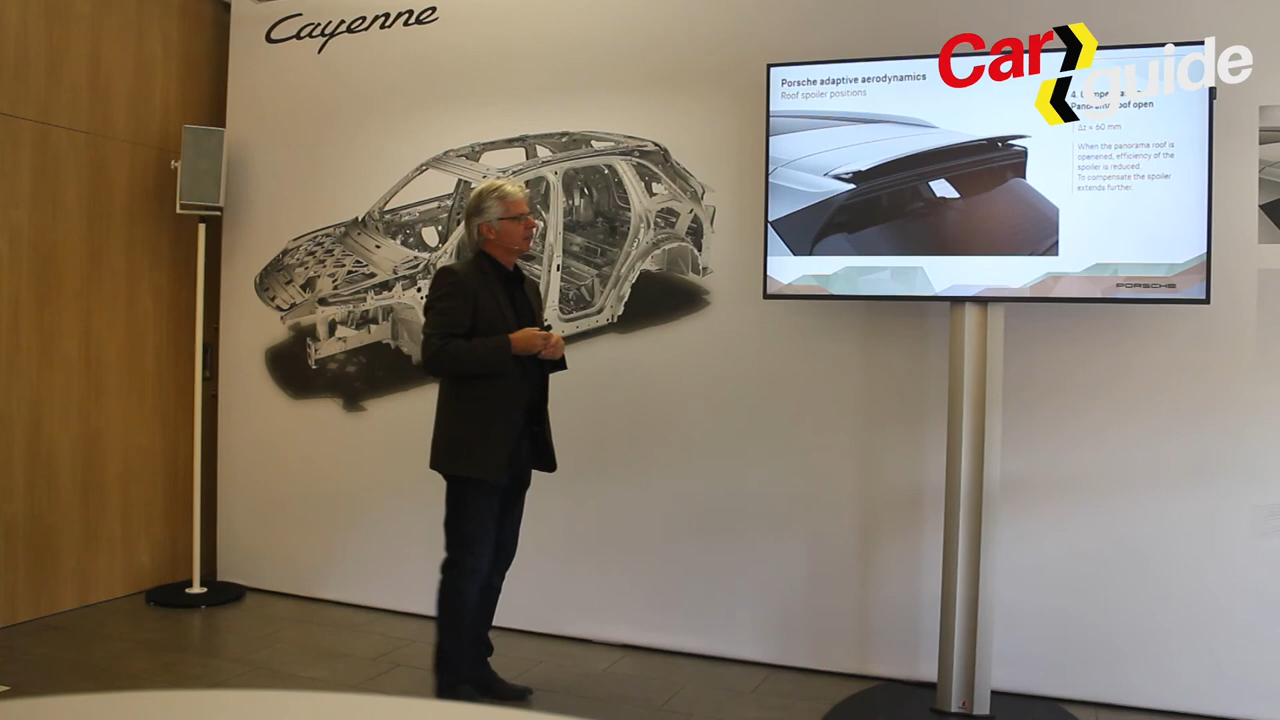 Cayenne
Car
guide
Porsche adaptive aerodynamics
Roof spoiler positions
4.
roof open
Δz = 60 mm
When the panorama roof is
openened, efficiency of the
spoiler is reduced.
To compensate the spoiler
extends further.
PORSCHE